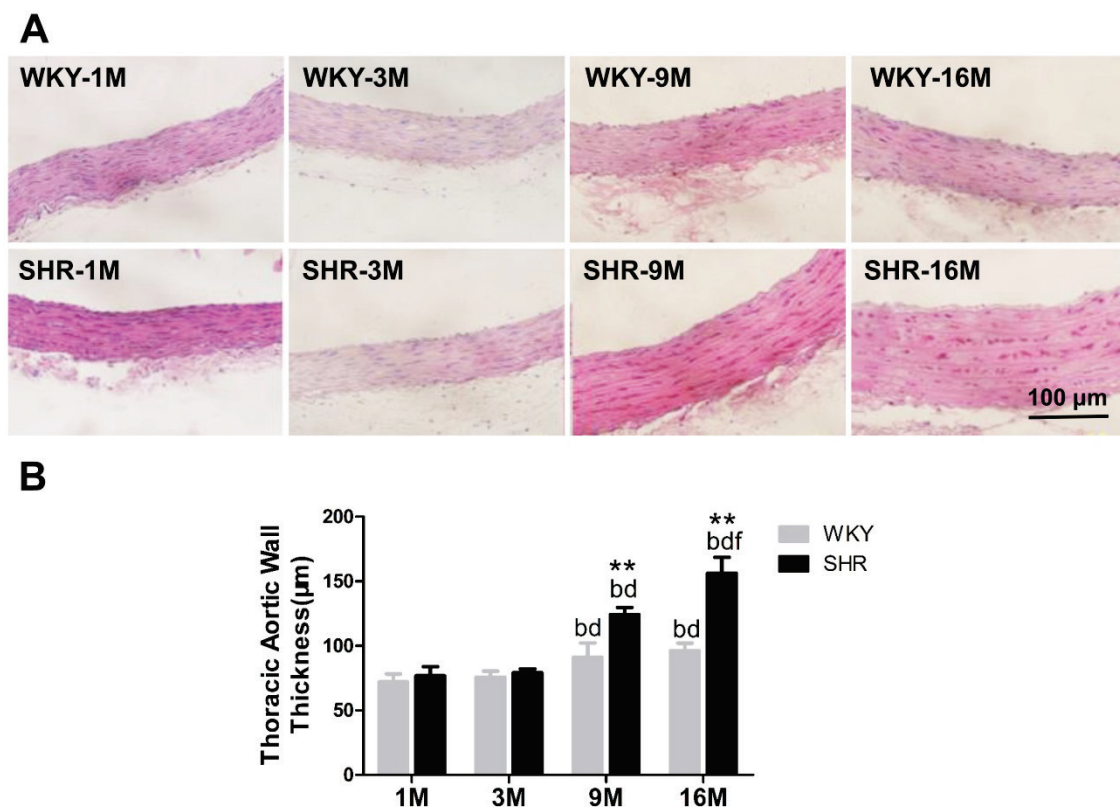 A
WKY-1M
WKY-3M
WKY-9M
WKY-16M
SHR-1M
SHR-3M
SHR-9M
SHR-16M
100 µm
B
Thoracic Aortic Wall
Thickness(µm)
200
150
100
50
0
bd
**
bd
bd
**
bdf
WKY
SHR
1M
3M
9M
16M